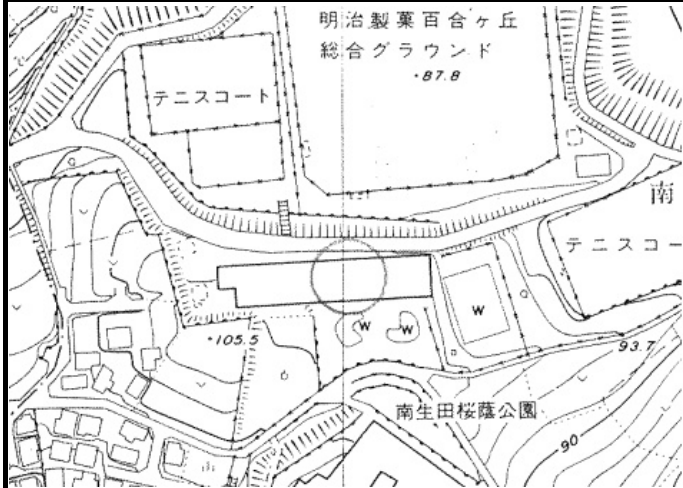 明治製菓百合ヶ丘
総合グラウンド
・87.8
テニスコート
南
テニスコー
W
W
W
・105.5
93.7
南生田桜蔭公園
90